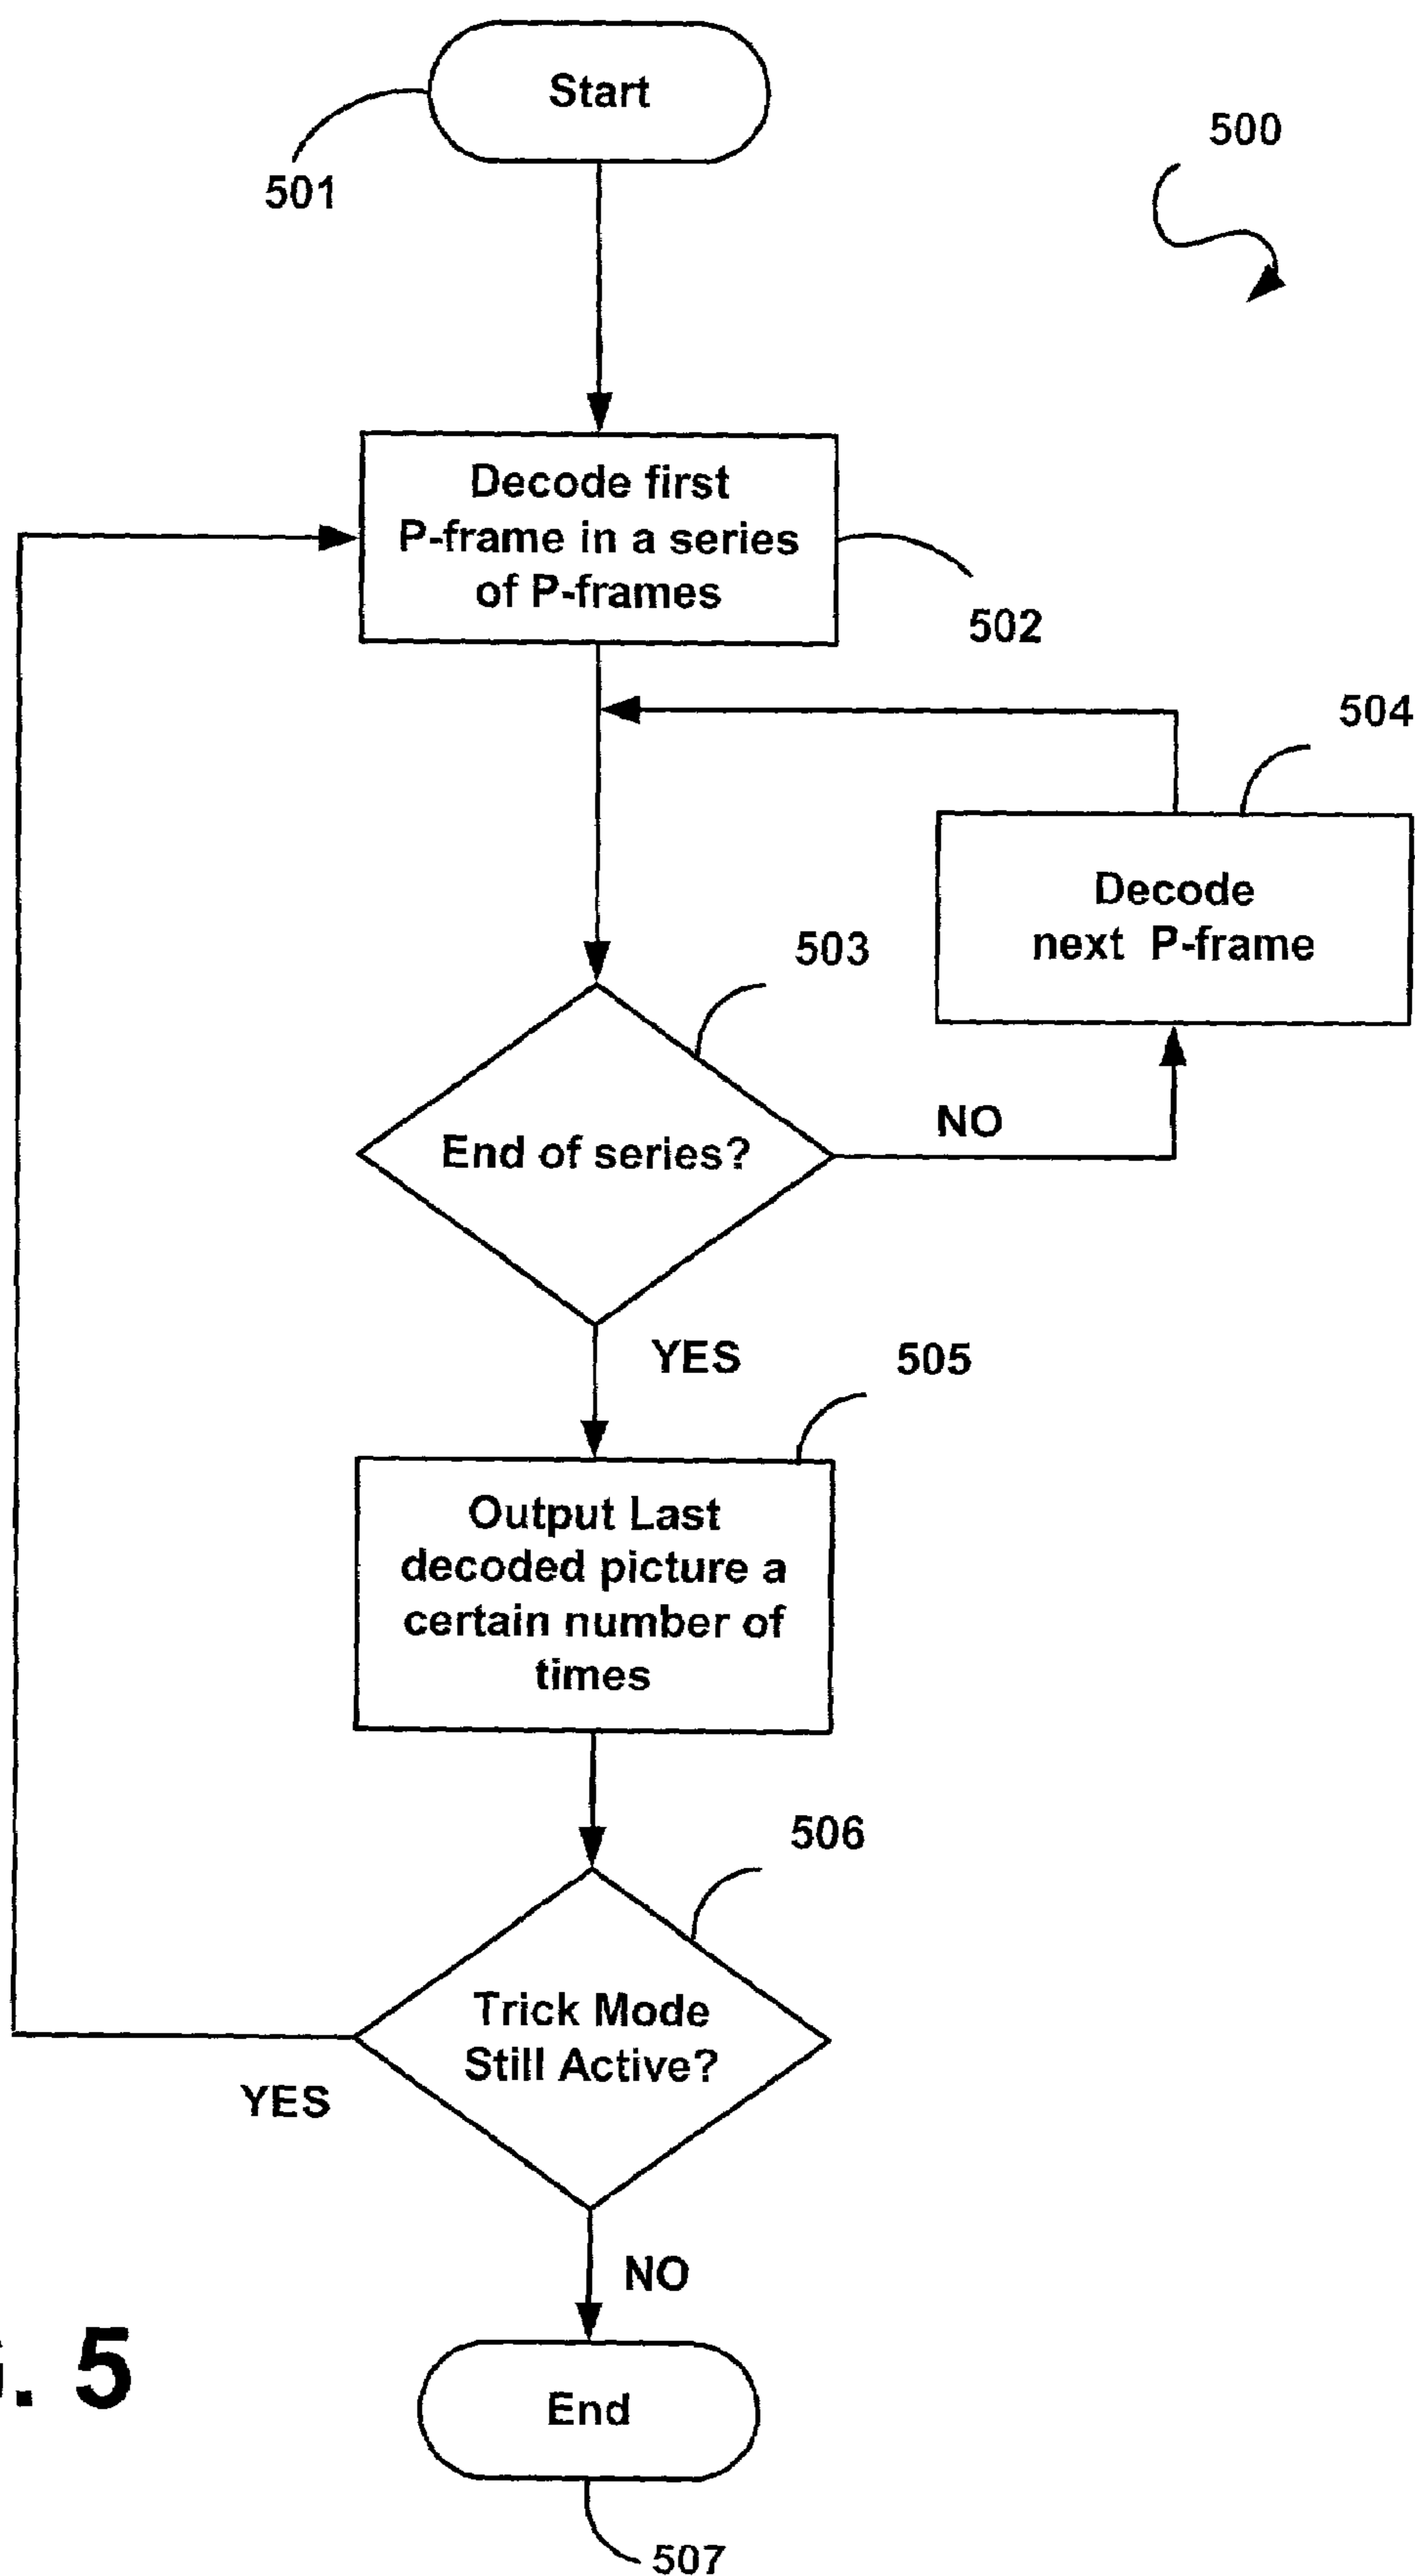 Start
501
500
Decode first
P-frame in a series
of P-frames
502
504
Decode
next P-frame
503
End of series?
NO
YES
505
Output Last
decoded picture a
certain number of
times
506
Trick Mode
Still Active?
YES
NO
. 5
End
507